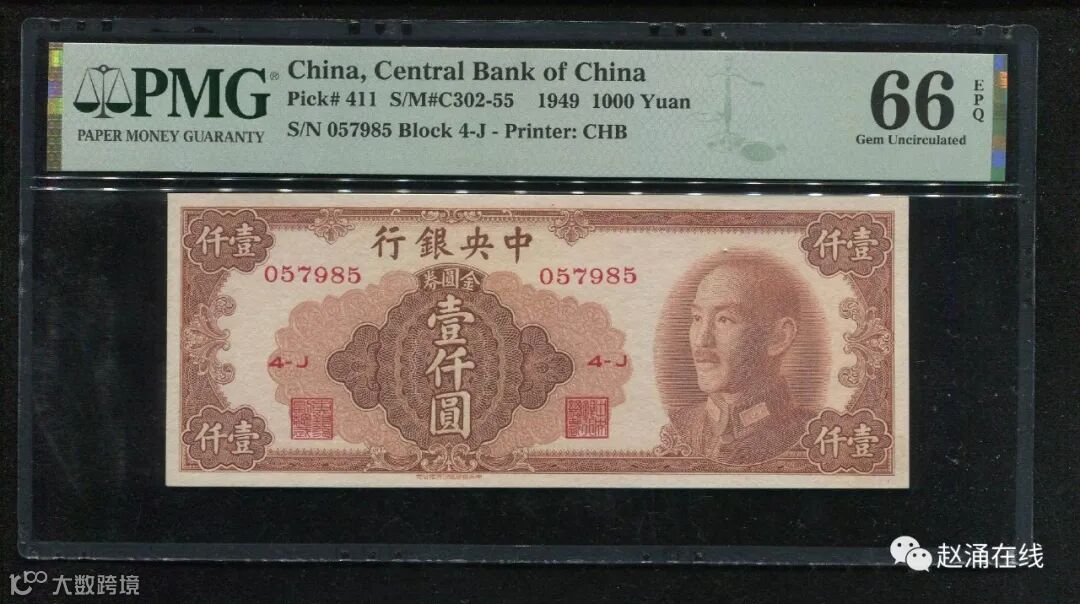 PMG®
PAPER MONEY GUARANTY
China, Central Bank of China
Pick# 411 S/M#C302-55 1949 1000 Yuan
S/N 057985 Block 4-J - Printer: CHB
66
EPQ
Gem Uncirculated
仟壹
行銀央中
仟壹
057985
券圓金
057985
壹仟圓
4-J
4-J
仟壹
仟壹
赵涌在线
大数跨境